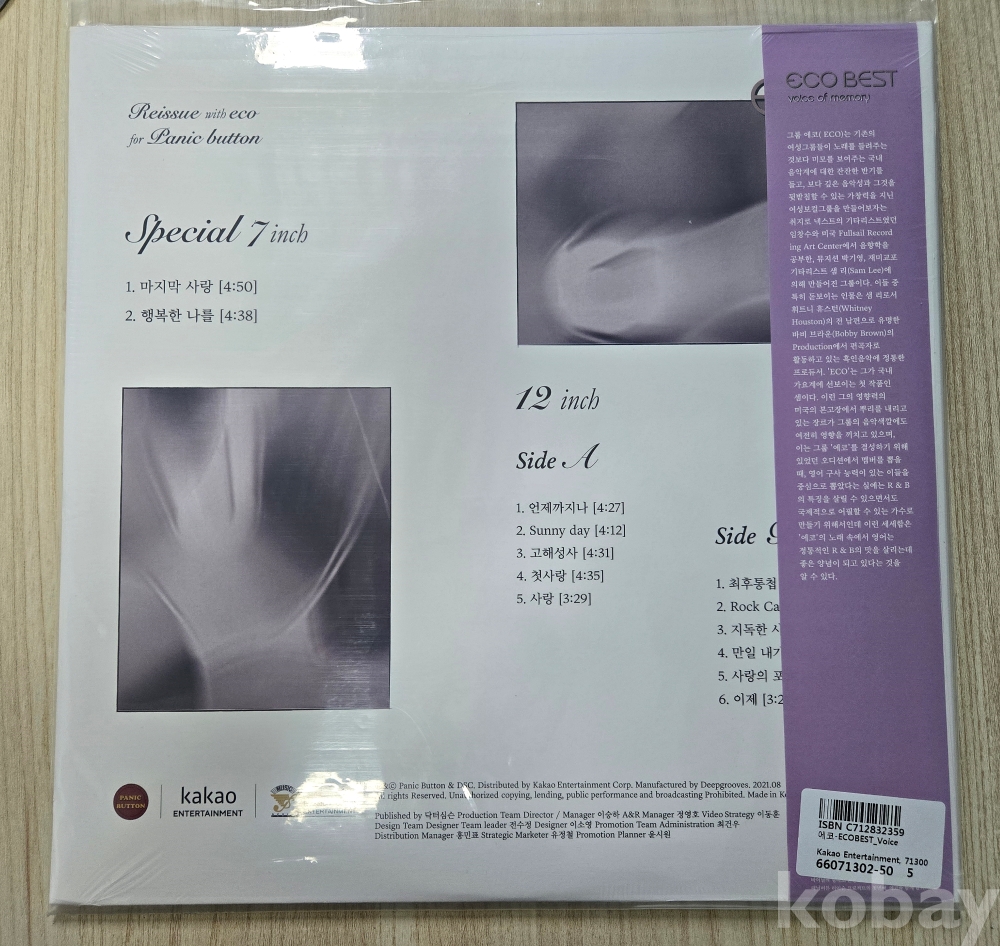 Reissue with eco
for Panic button
Special 7 inch
1. 마지막 사랑 [4:50]
2. 행복한 나를 [4:38]
12 inch
Side A
1. 언제까지나 [4:27]
2. Sunny day [4:12]
3. 고해성사 [4:31]
4. 첫사랑 [4:35]
5. 사랑 [3:29]
Side
1. 최후통첩
2. Rock Ca
3. 지독한 사
4. 만일 내가
5. 사랑의 포
6. 이제 [3:2
ECO BEST
voice of memory
그룹 에코( ECO)는 기존의
여성그룹들이 노래를 들려주는
것보다 미모를 보여주는 국내
음악계에 대한 잔잔한 반기를
들고, 보다 깊은 음악성과 그것을
뒷받침할 수 있는 가창력을 지닌
여성보컬그룹을 만들어보자는
취지로 넥스트의 기타리스트였던
임창수와 미국 Fullsail Record
ing Art Center에서 음향학을
공부한, 뮤지션 박기영, 재미교포
기타리스트 샘 리(Sam Lee)에
의해 만들어진 그룹이다. 이들 중
특히 돋보이는 인물은 샘 리로서
휘트니 휴스턴(Whitney
Houston)의 전 남편으로 유명한
바비 브라운(Bobby Brown)의
Production에서 편곡자로
활동하고 있는 흑인음악에 정통한
프로듀서. 'ECO'는 그가 국내
가요계에 선보이는 첫 작품인
셈이다. 이런 그의 영향력의
미국의 본고장에서 뿌리를 내리고
있는 장르가 그룹의 음악색깔에도
여전히 영향을 끼치고 있으며,
이는 그룹 '에코'를 결성하기 위해
있었던 오디션에서 멤버를 뽑을
때, 영어 구사 능력이 있는 이들을
중심으로 뽑았다는 실에는 R & B
의 특징을 살릴 수 있으면서도
국제적으로 어필할 수 있는 가수로
만들기 위해서인데 이런 세세함은
'에코'의 노래 속에서 영어는
정통적인 R & B의 맛을 살리는데
좋은 양념이 되고 있다는 것을
알 수 있다.
PANIC
BUTTON
kakao
ENTERTAINMENT
MUSIC
ENTERTAINMENT
&ⓒ Panic Button & DSC. Distributed by Kakao Entertainment Corp. Manufactured by Deepgrooves. 2021.08
rights Reserved. Unauthorized copying, lending, public performance and broadcasting Prohibited. Made in K
Published by 닥터심슨 Production Team Director / Manager 이승하 A&R Manager 정명호 Video Strategy 이동훈
Design Team Designer Team leader 전수정 Designer 이소영 Promotion Team Administration 최건우
Distribution Manager 홍민표 Strategic Marketer 유정철 Promotion Planner 윤시원
ISBN C712832359
에코-ECOBEST_Voice
Kakao Entertainment, 71300
66071302-50 5
kobay